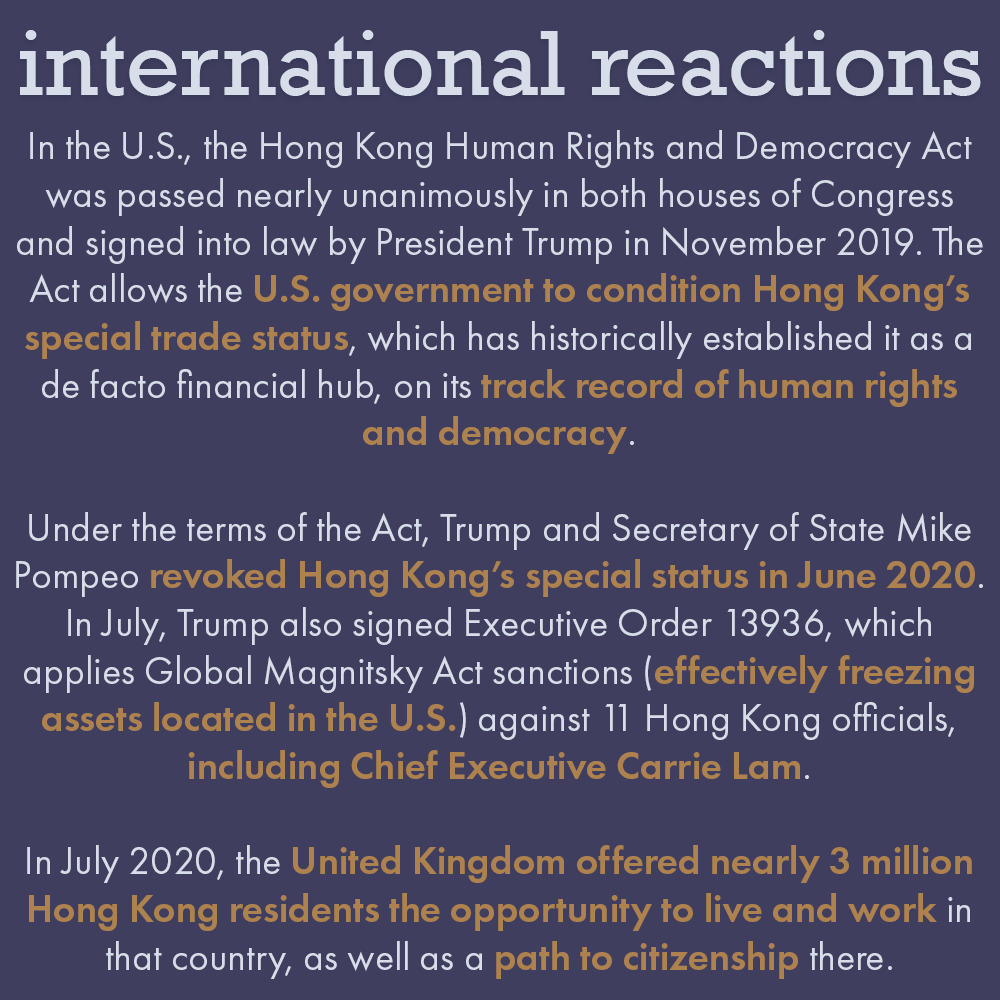 international reactions
In the U.S., the Hong Kong Human Rights and Democracy Act
was passed nearly unanimously in both houses of Congress
and signed into law by President Trump in November 2019. The
Act allows the U.S. government to condition Hong Kong's
special trade status, which has historically established it as a
de facto financial hub, on its track record of human rights
and democracy.
Under the terms of the Act, Trump and Secretary of State Mike
Pompeo revoked Hong Kong's special status in June 2020.
In July, Trump also signed Executive Order 13936, which
applies Global Magnitsky Act sanctions (effectively freezing
assets located in the U.S.) against 11 Hong Kong officials,
including Chief Executive Carrie Lam.
In July 2020, the United Kingdom offered nearly 3 million
Hong Kong residents the opportunity to live and work in
that country, as well as a path to citizenship there.